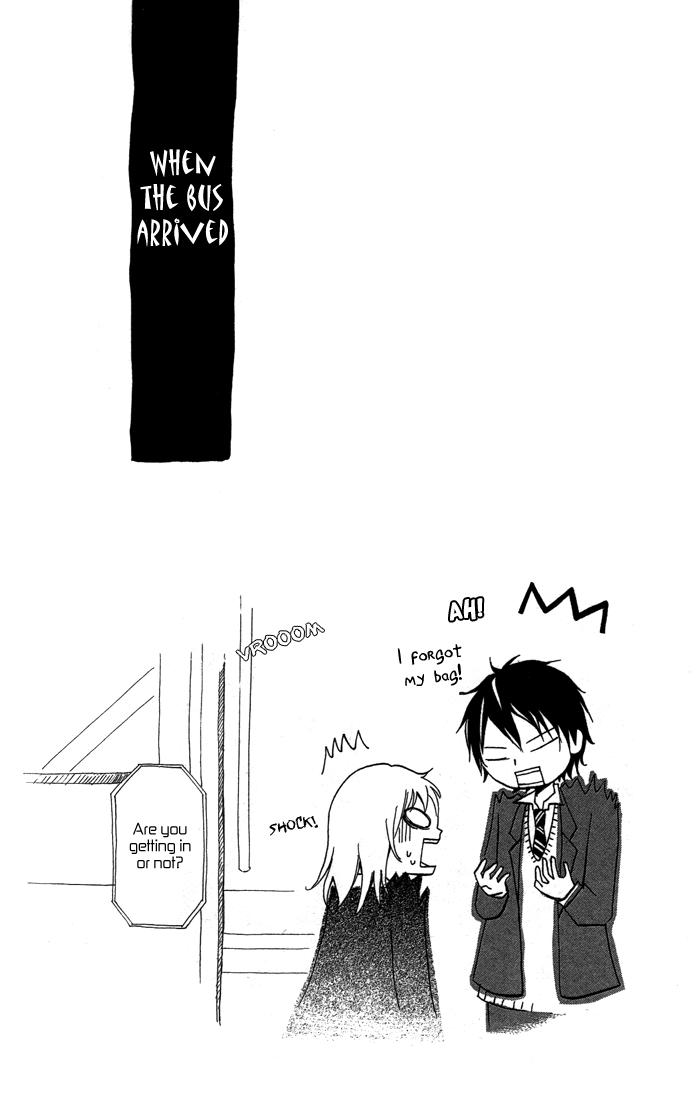 WHEN
THE BUS
ARRIVED
AH!
I FORGOT
MY BAG!
VROOOM
SHOCK!
Are you
getting in
or not?